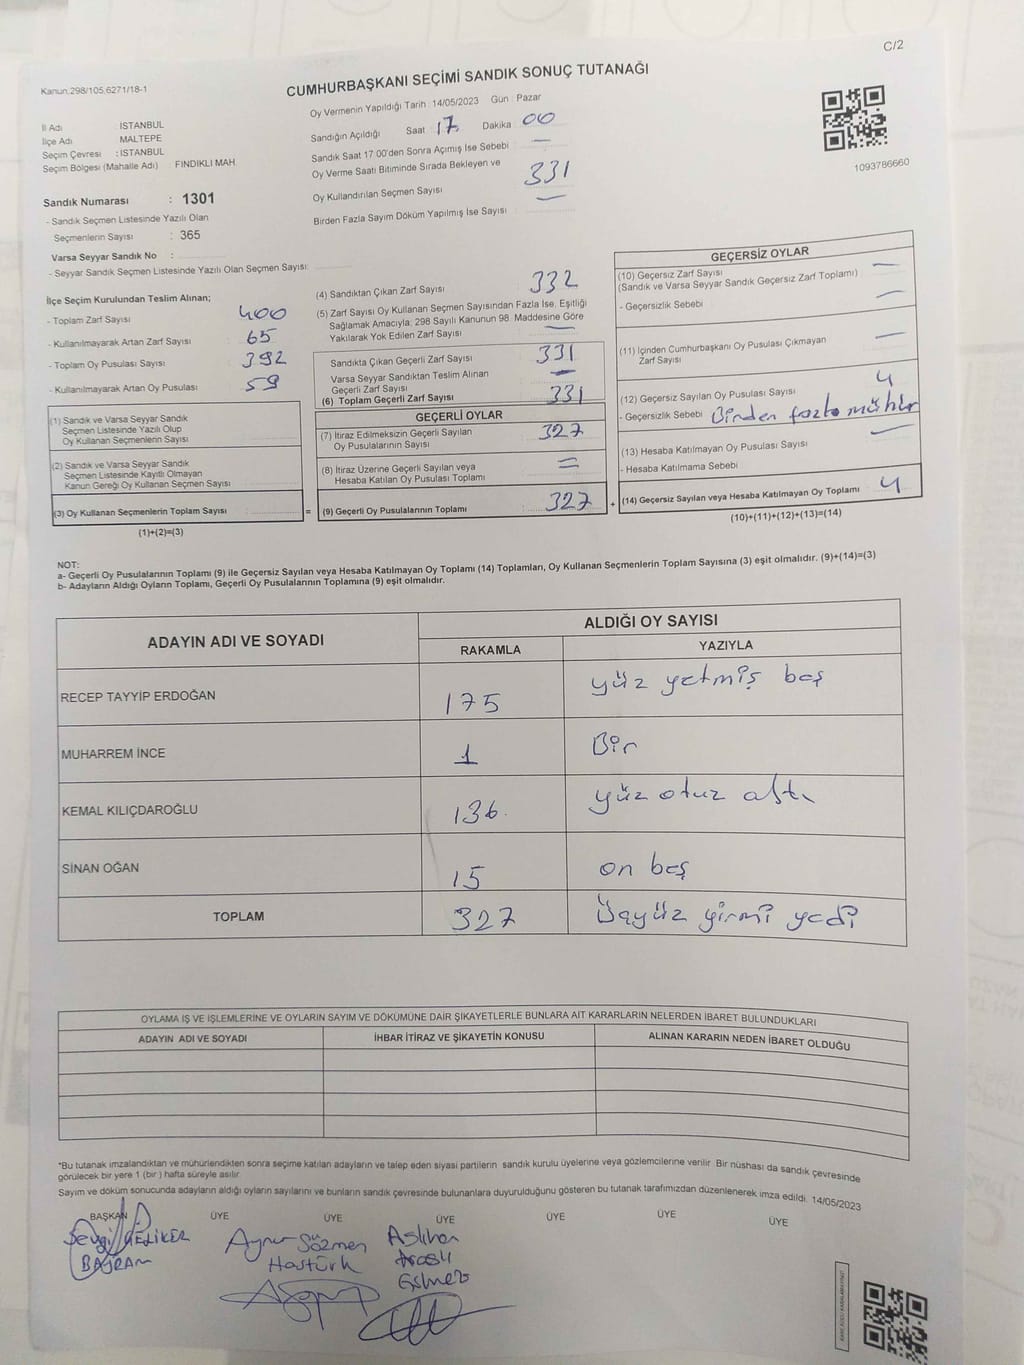 C/2
Kanun.298/105,6271/18-1
CUMHURBAŞKANI SEÇİMİ SANDIK SONUÇ TUTANAĞI
İl Adı İSTANBUL
İlçe Adı MALTEPE
Seçim Çevresi : İSTANBUL
Seçim Bölgesi (Mahalle Adı) FINDIKLI MAH.
Oy Vermenin Yapıldığı Tarih : 14/05/2023 Gün : Pazar
Sandığın Açıldığı Saat 17 Dakika 00
Sandık Saat 17:00'den Sonra Açımış İse Sebebi : —
Oy Verme Saati Bitiminde Sırada Bekleyen ve
Oy Kullandırılan Seçmen Sayısı 331
Birden Fazla Sayım Döküm Yapılmış İse Sayısı : —
1093786660
Sandık Numarası : 1301
- Sandık Seçmen Listesinde Yazılı Olan
Seçmenlerin Sayısı : 365
Varsa Seyyar Sandık No :
- Seyyar Sandık Seçmen Listesinde Yazılı Olan Seçmen Sayısı:
İlçe Seçim Kurulundan Teslim Alınan;
- Toplam Zarf Sayısı 400
- Kullanılmayarak Artan Zarf Sayısı : 65
- Toplam Oy Pusulası Sayısı : 392
- Kullanılmayarak Artan Oy Pusulası : 59
(1) Sandık ve Varsa Seyyar Sandık
Seçmen Listesinde Yazılı Olup
Oy Kullanan Seçmenlerin Sayısı
(2) Sandık ve Varsa Seyyar Sandık
Seçmen Listesinde Kayıtlı Olmayan
Kanun Gereği Oy Kullanan Seçmen Sayısı :
(3) Oy Kullanan Seçmenlerin Toplam Sayısı : =
(1)+(2)=(3)
(4) Sandıktan Çıkan Zarf Sayısı 332
(5) Zarf Sayısı Oy Kullanan Seçmen Sayısından Fazla İse, Eşitliği
Sağlamak Amacıyla, 298 Sayılı Kanunun 98. Maddesine Göre
Yakılarak Yok Edilen Zarf Sayısı —
Sandıkta Çıkan Geçerli Zarf Sayısı 331
Varsa Seyyar Sandıktan Teslim Alınan
Geçerli Zarf Sayısı —
(6) Toplam Geçerli Zarf Sayısı 331
GEÇERLİ OYLAR
(7) İtiraz Edilmeksizin Geçerli Sayılan
Oy Pusulalarının Sayısı 327
(8) İtiraz Üzerine Geçerli Sayılan veya
Hesaba Katılan Oy Pusulası Toplamı =
(9) Geçerli Oy Pusulalarının Toplamı : 327 +
GEÇERSİZ OYLAR
(10) Geçersiz Zarf Sayısı —
(Sandık ve Varsa Seyyar Sandık Geçersiz Zarf Toplamı)
- Geçersizlik Sebebi —
(11) İçinden Cumhurbaşkanı Oy Pusulası Çıkmayan
Zarf Sayısı —
(12) Geçersiz Sayılan Oy Pusulası Sayısı 4
- Geçersizlik Sebebi Birden fazla mühür
(13) Hesaba Katılmayan Oy Pusulası Sayısı —
- Hesaba Katılmama Sebebi
(14) Geçersiz Sayılan veya Hesaba Katılmayan Oy Toplamı 4
(10)+(11)+(12)+(13)=(14)
NOT:
a- Geçerli Oy Pusulalarının Toplamı (9) ile Geçersiz Sayılan veya Hesaba Katılmayan Oy Toplamı (14) Toplamları, Oy Kullanan Seçmenlerin Toplam Sayısına (3) eşit olmalıdır. (9)+(14)=(3)
b- Adayların Aldığı Oyların Toplamı, Geçerli Oy Pusulalarının Toplamına (9) eşit olmalıdır.
ADAYIN ADI VE SOYADI ALDIĞI OY SAYISI
RAKAMLA YAZIYLA
RECEP TAYYİP ERDOĞAN 175 yüz yetmiş beş
MUHARREM İNCE 1 Bir
KEMAL KILIÇDAROĞLU 136. yüz otuz altı
SİNAN OĞAN 15 on beş
TOPLAM 327 Üçyüz yirmi yedi
OYLAMA İŞ VE İŞLEMLERİNE VE OYLARIN SAYIM VE DÖKÜMÜNE DAİR ŞİKAYETLERLE BUNLARA AİT KARARLARIN NELERDEN İBARET BULUNDUKLARI
ADAYIN ADI VE SOYADI İHBAR İTİRAZ VE ŞİKAYETİN KONUSU ALINAN KARARIN NEDEN İBARET OLDUĞU
*Bu tutanak imzalandıktan ve mühürlendikten sonra seçime katılan adayların ve talep eden siyasi partilerin sandık kurulu üyelerine veya gözlemcilerine verilir. Bir nüshası da sandık çevresinde
görülecek bir yere 1 (bir) hafta süreyle asılır.
Sayım ve döküm sonucunda adayların aldığı oyların sayılarını ve bunların sandık çevresinde bulunanlara duyurulduğunu gösteren bu tutanak tarafımızdan düzenlenerek imza edildi. 14/05/2023
BAŞKAN ÜYE ÜYE ÜYE ÜYE ÜYE ÜYE
Sevgi ÇELİKER
BAYRAM
Aynur Sözmen
Hastürk
Aslıhan